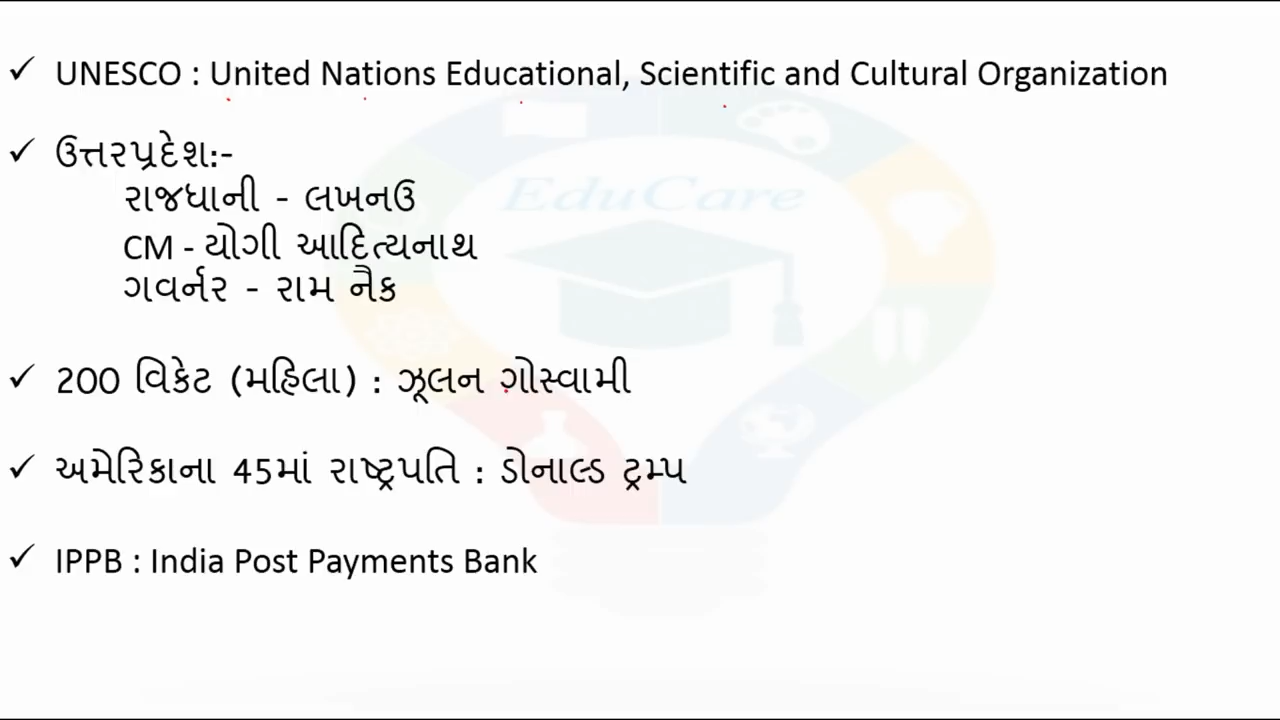 ✓ UNESCO : United Nations Educational, Scientific and Cultural Organization
✓ ઉત્તરપ્રદેશ:-
રાજધાની - લખનઉ
CM - યોગી આદિત્યનાથ
ગવર્નર - રામ નૈક
✓ 200 વિકેટ (મહિલા) : ઝૂલન ગોસ્વામી
✓ અમેરિકાના 45માં રાષ્ટ્રપતિ : ડોનાલ્ડ ટ્રમ્પ
✓ IPPB : India Post Payments Bank
EduCare